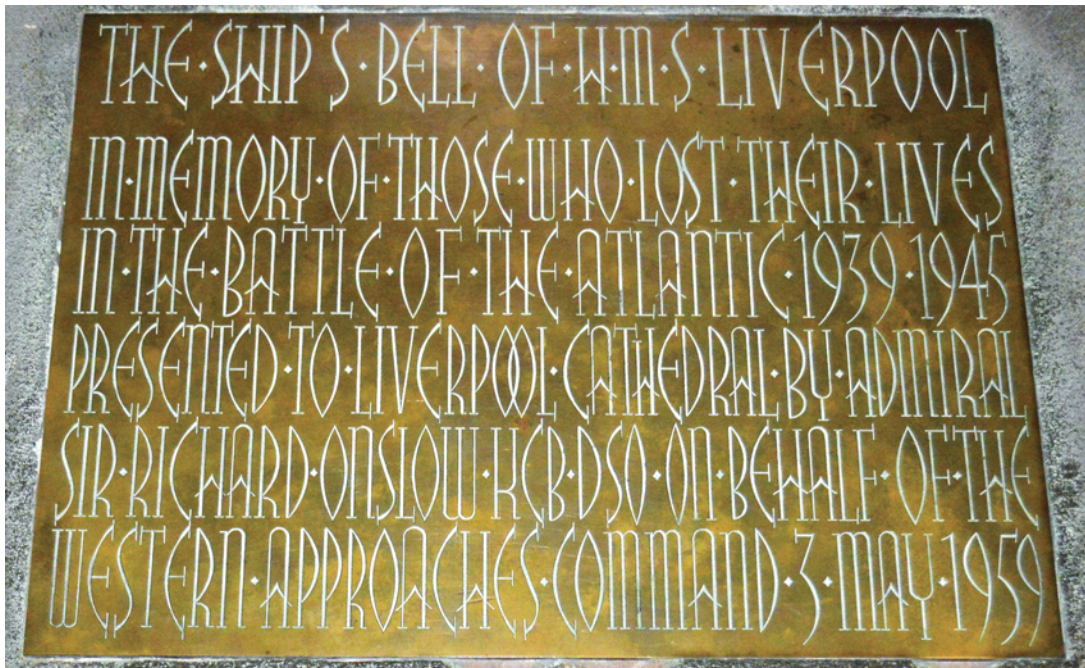 THE·SHIP'S·BELL·OF·H·M·S·LIVERPOOL
IN·MEMORY·OF·THOSE·WHO·LOST·THEIR·LIVES
IN·THE·BATTLE·OF·THE·ATLANTIC·1939·1945
PRESENTED·TO·LIVERPOOL·CATHEDRAL·BY·ADMIRAL
SIR·RICHARD·ONSLOW·KCB·DSO·ON·BEHALF·OF·THE
WESTERN·APPROACHES·COMMAND·3·MAY·1959